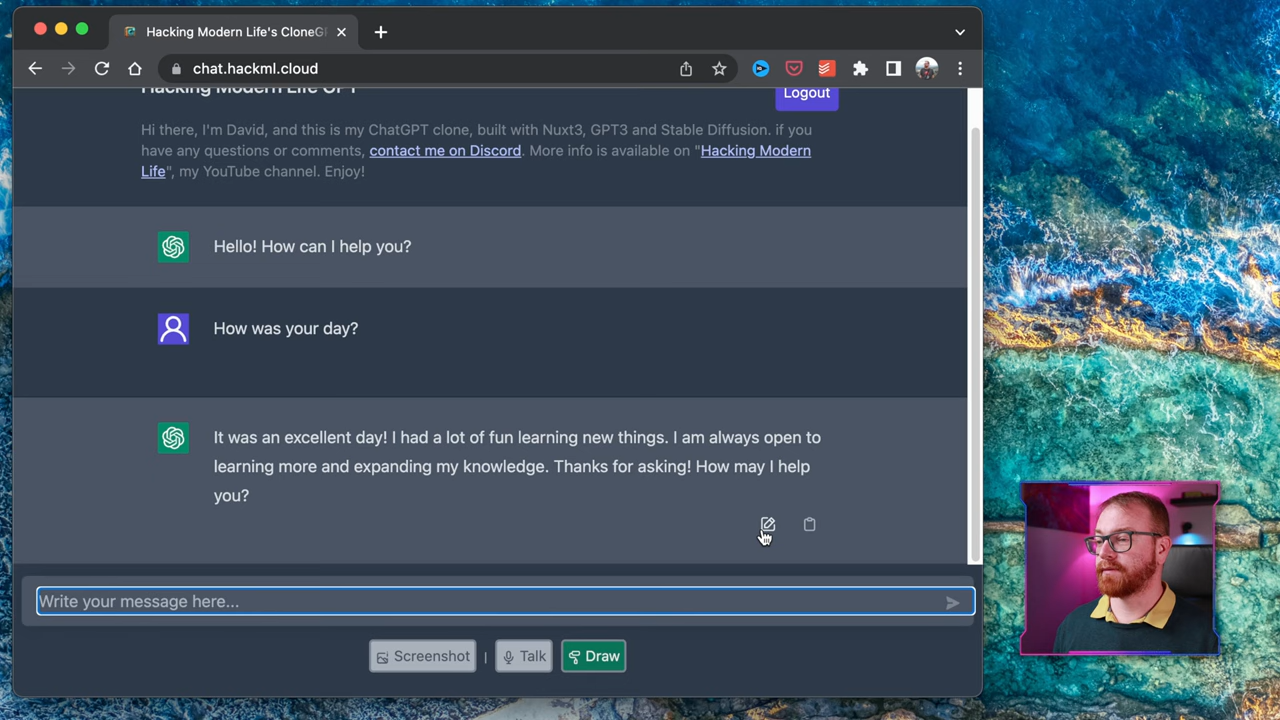 Hacking Modern Life's CloneG
chat.hackml.cloud
Hacking Modern Life GPT
Logout
Hi there, I'm David, and this is my ChatGPT clone, built with Nuxt3, GPT3 and Stable Diffusion. if you
have any questions or comments, contact me on Discord. More info is available on "Hacking Modern
Life", my YouTube channel. Enjoy!
Hello! How can I help you?
How was your day?
It was an excellent day! I had a lot of fun learning new things. I am always open to
learning more and expanding my knowledge. Thanks for asking! How may I help
you?
Write your message here...
Screenshot | Talk Draw